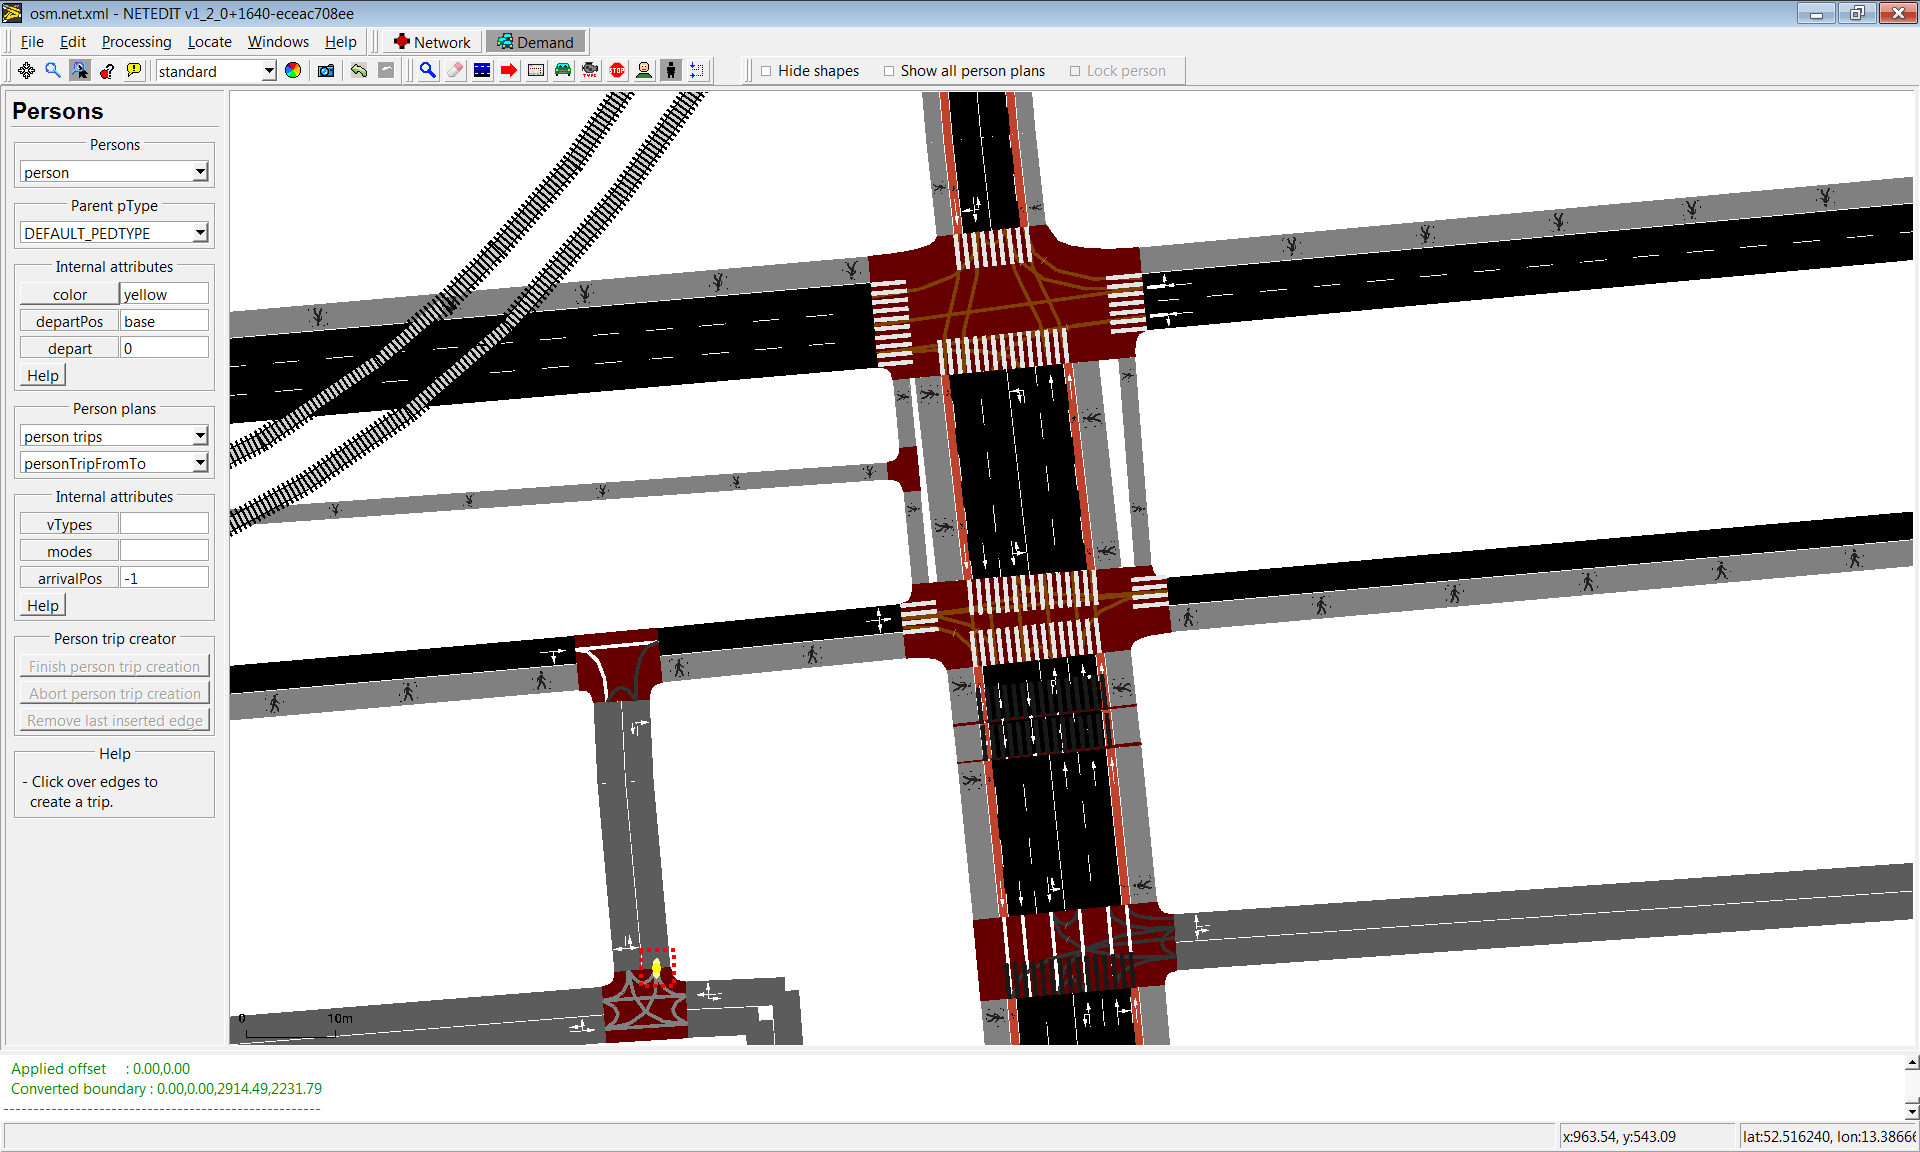 osm.net.xml - NETEDIT v1_2_0+1640-eceac708ee
File Edit Processing Locate Windows Help Network Demand
standard TYPE STOP Hide shapes Show all person plans Lock person
Persons
Persons
person
Parent pType
DEFAULT_PEDTYPE
Internal attributes
color yellow
departPos base
depart 0
Help
Person plans
person trips
personTripFromTo
Internal attributes
vTypes
modes
arrivalPos -1
Help
Person trip creator
Finish person trip creation
Abort person trip creation
Remove last inserted edge
Help
- Click over edges to
create a trip.
0 10m
Applied offset : 0.00,0.00
Converted boundary : 0.00,0.00,2914.49,2231.79
-----------------------------------------------------
x:963.54, y:543.09 lat:52.516240, lon:13.3866